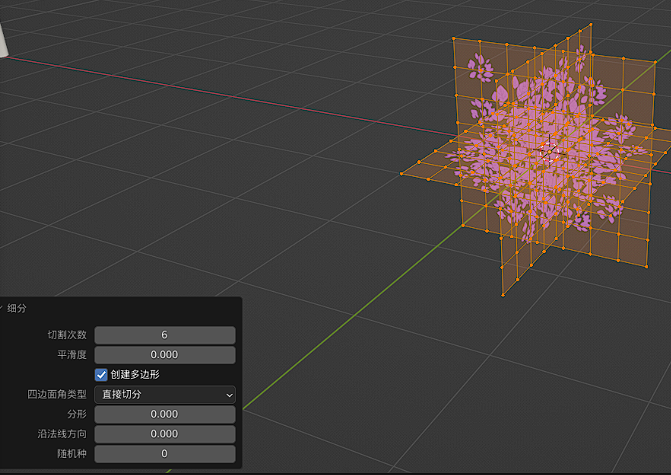 细分
切割次数 6
平滑度 0.000
创建多边形
四边面角类型 直接切分
分形 0.000
沿法线方向 0.000
随机种 0